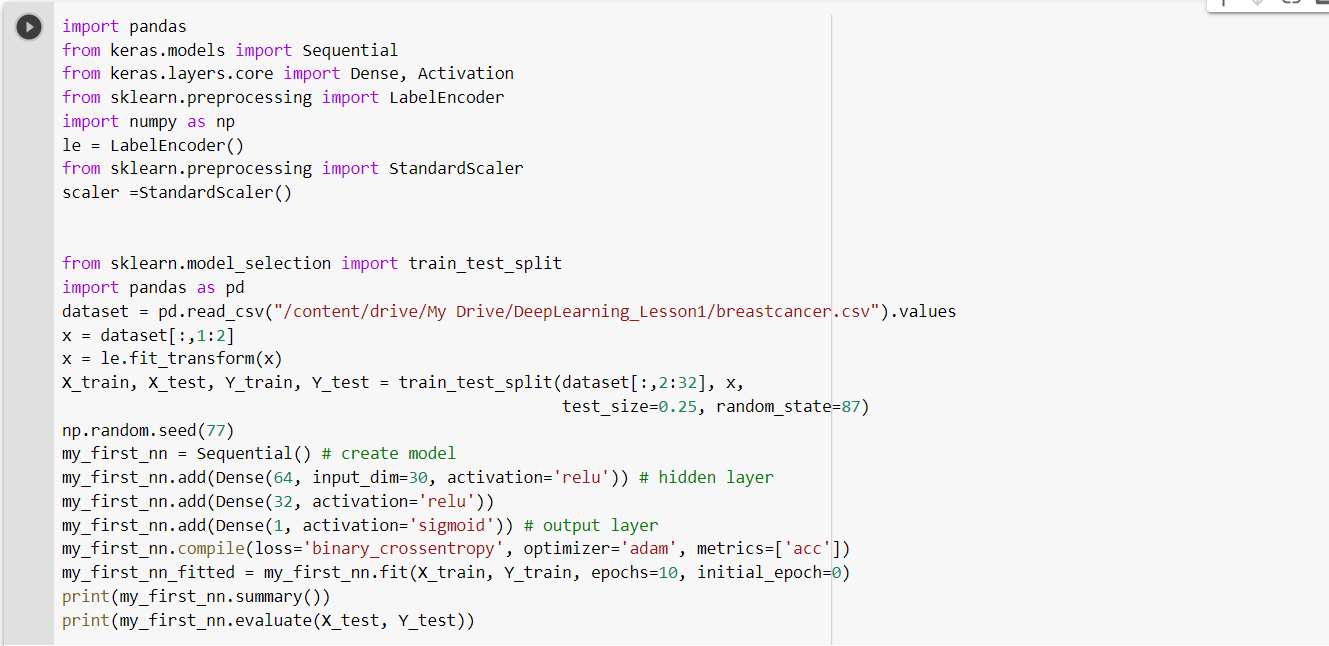 import pandas
from keras.models import Sequential
from keras.layers.core import Dense, Activation
from sklearn.preprocessing import LabelEncoder
import numpy as np
le = LabelEncoder()
from sklearn.preprocessing import StandardScaler
scaler =StandardScaler()
from sklearn.model_selection import train_test_split
import pandas as pd
dataset = pd.read_csv("/content/drive/My Drive/DeepLearning_Lesson1/breastcancer.csv").values
x = dataset[:,1:2]
x = le.fit_transform(x)
X_train, X_test, Y_train, Y_test = train_test_split(dataset[:,2:32], x,
test_size=0.25, random_state=87)
np.random.seed(77)
my_first_nn = Sequential() # create model
my_first_nn.add(Dense(64, input_dim=30, activation='relu')) # hidden layer
my_first_nn.add(Dense(32, activation='relu'))
my_first_nn.add(Dense(1, activation='sigmoid')) # output layer
my_first_nn.compile(loss='binary_crossentropy', optimizer='adam', metrics=['acc'])
my_first_nn_fitted = my_first_nn.fit(X_train, Y_train, epochs=10, initial_epoch=0)
print(my_first_nn.summary())
print(my_first_nn.evaluate(X_test, Y_test))